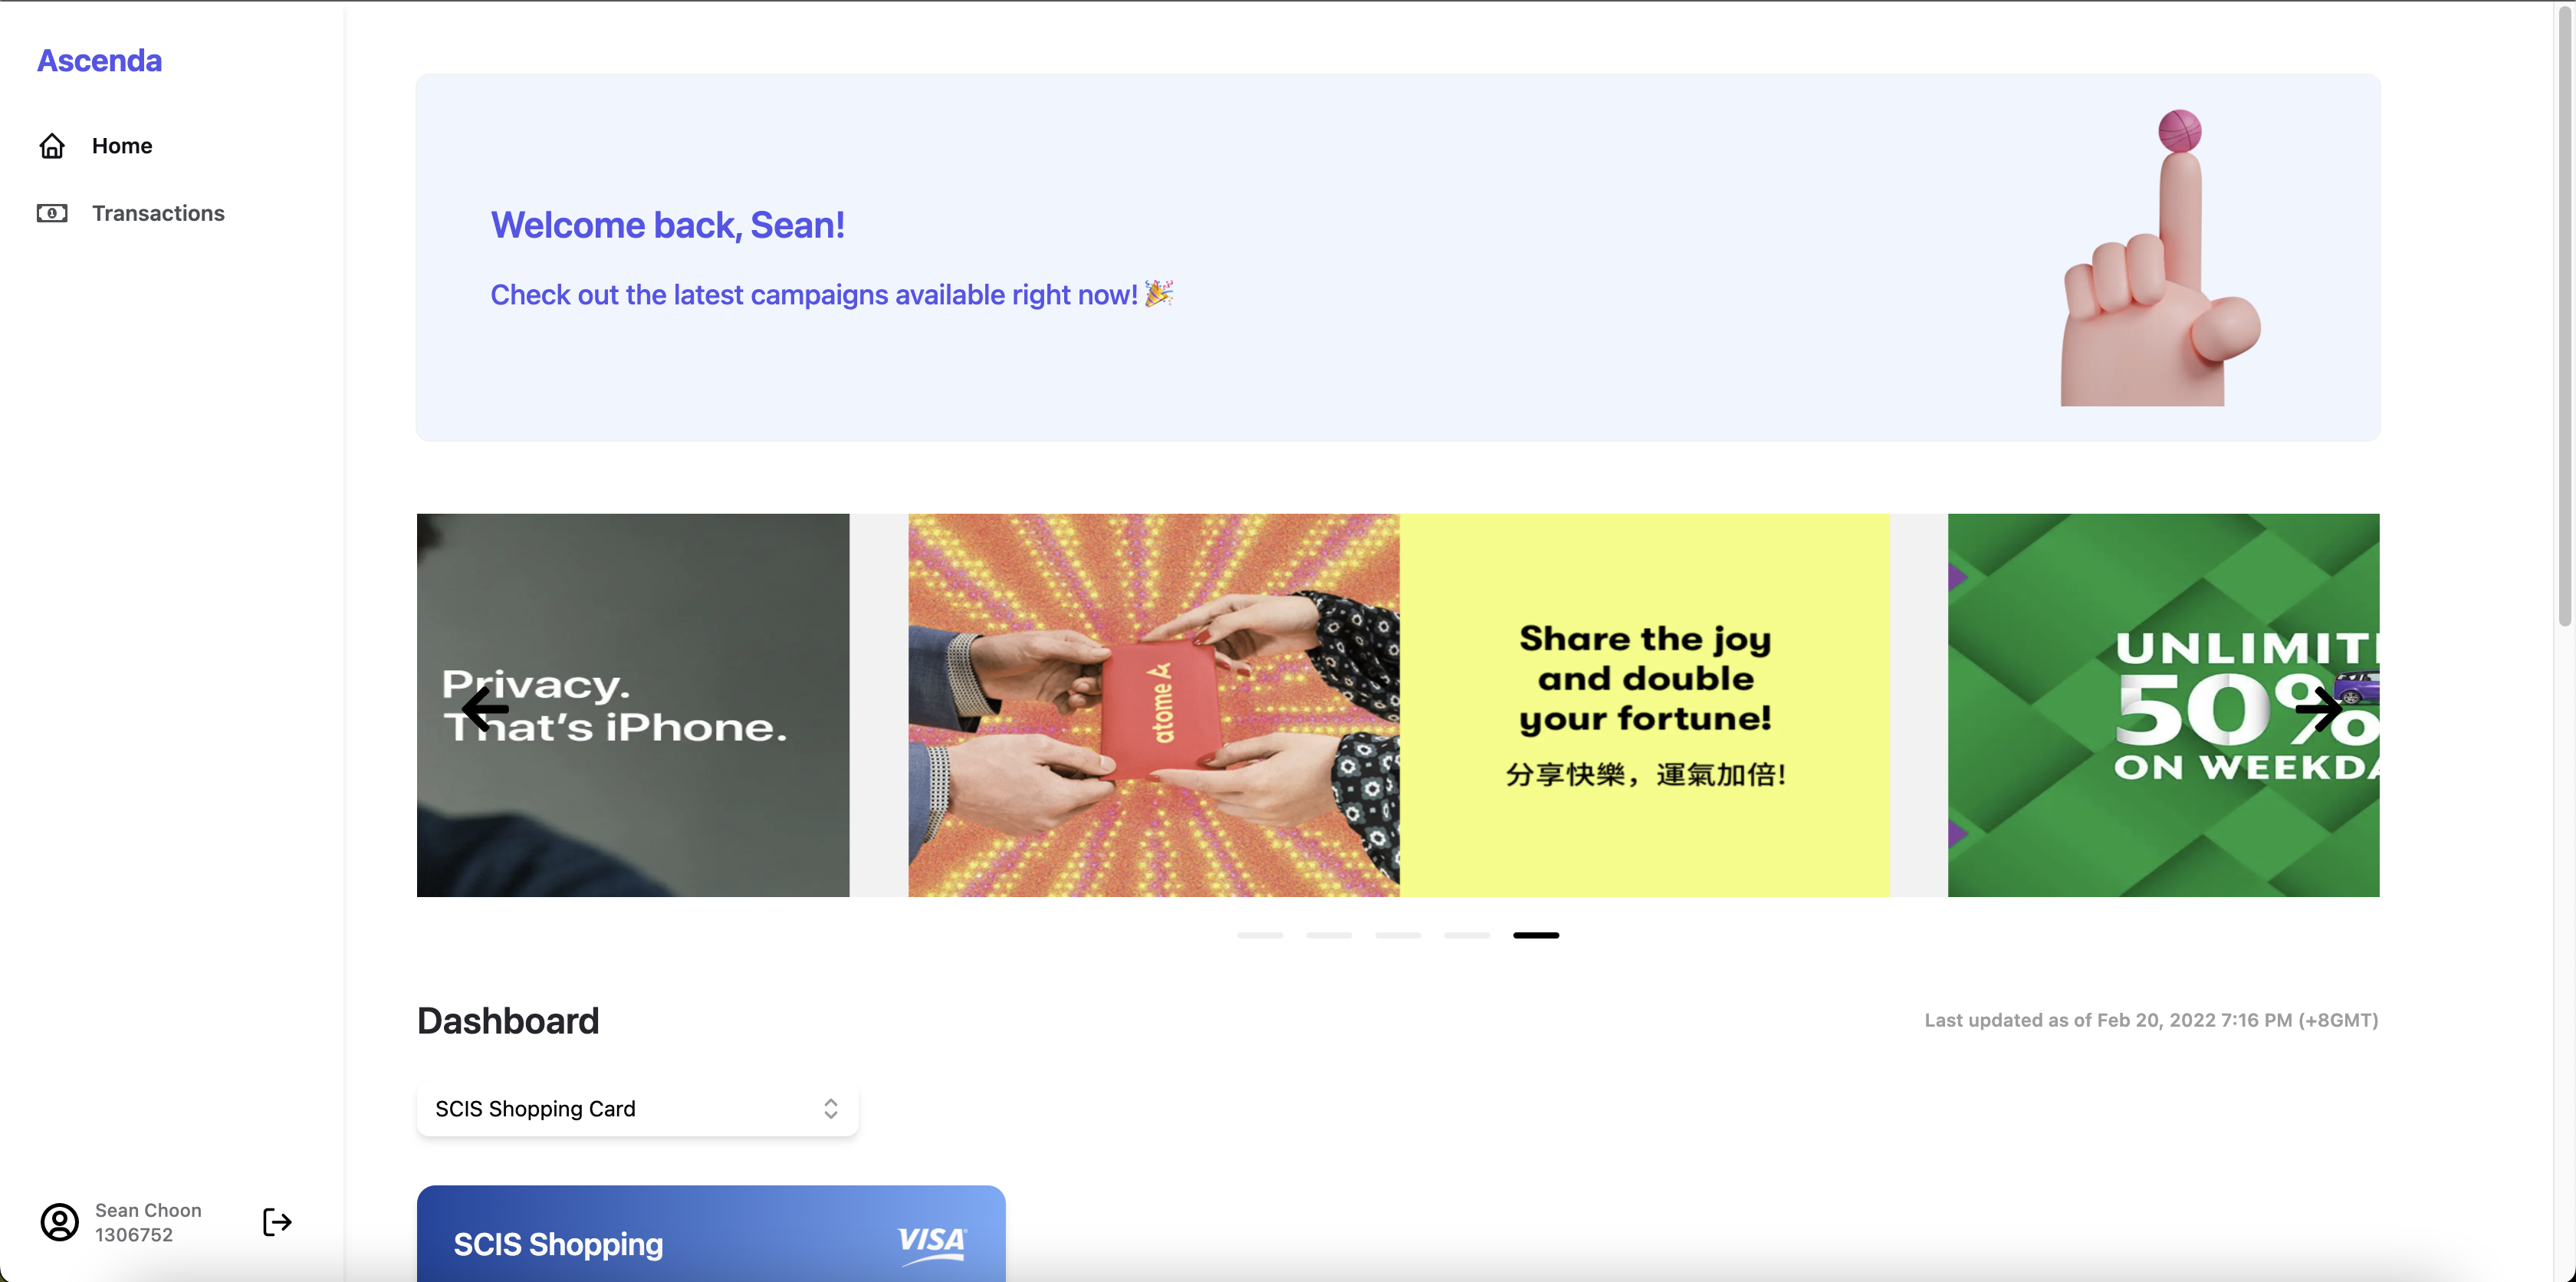 Ascenda
Home
Transactions
Welcome back, Sean!
Check out the latest campaigns available right now! 🎉
Privacy.
That’s iPhone.
atome A
Share the joy
and double
your fortune!
分享快樂，運氣加倍!
UNLIMIT
50%
ON WEEKDA
Dashboard
Last updated as of Feb 20, 2022 7:16 PM (+8GMT)
SCIS Shopping Card
SCIS Shopping
VISA
Sean Choon
1306752